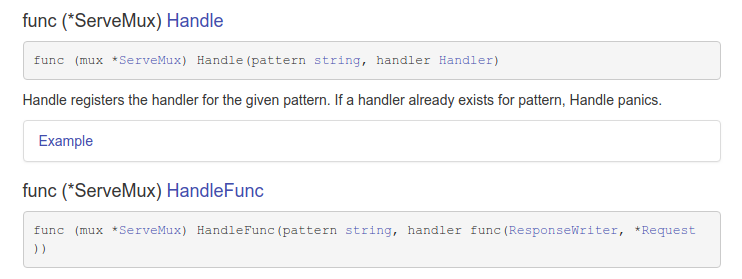 func (*ServeMux) Handle
func (mux *ServeMux) Handle(pattern string, handler Handler)
Handle registers the handler for the given pattern. If a handler already exists for pattern, Handle panics.
Example
func (*ServeMux) HandleFunc
func (mux *ServeMux) HandleFunc(pattern string, handler func(ResponseWriter, *Request
))